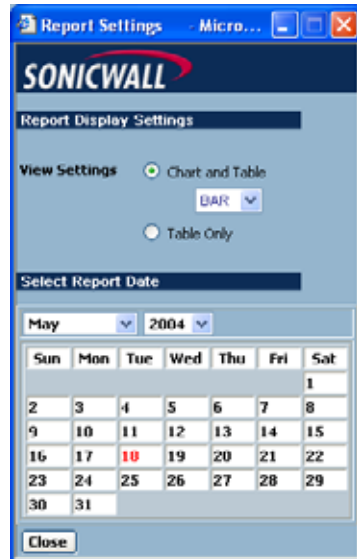 Report Settings - Micro...
SONICWALL
Report Display Settings
View Settings Chart and Table
BAR
Table Only
Select Report Date
May 2004
Sun Mon Tue Wed Thu Fri Sat
1
2 3 4 5 6 7 8
9 10 11 12 13 14 15
16 17 18 19 20 21 22
23 24 25 26 27 28 29
30 31
Close